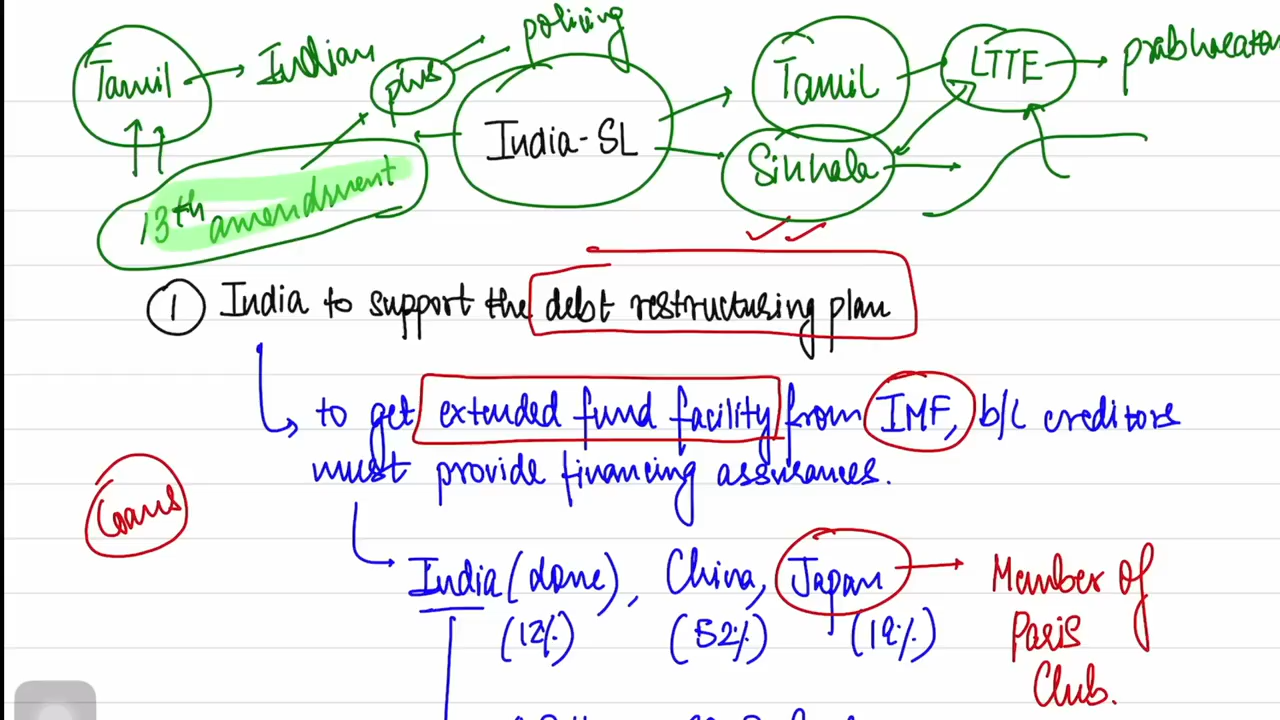 policing
Tamil → Indian
plus
India-SL
Tamil
LTTE →
Sinhala
13th amendment
① India to support the debt restructuring plan
to get extended fund facility from IMF, b/c creditors
must provide financing assurances.
Loans
India (done), China, Japan → Member of
(12%) (52%) (19%) Paris
Club.